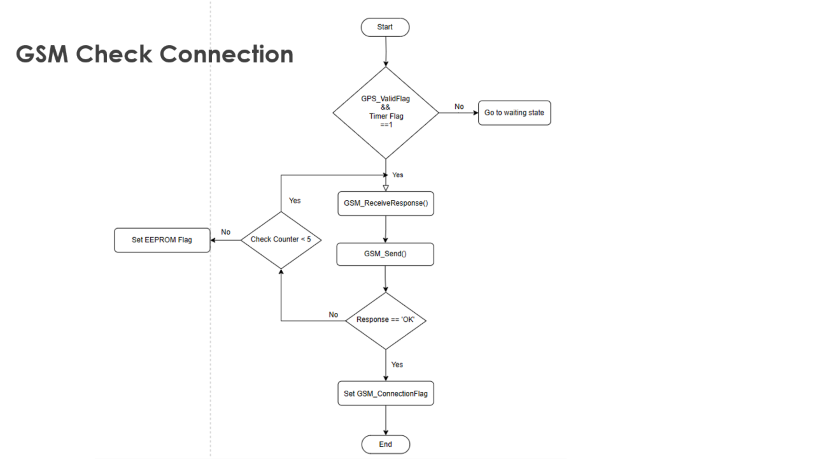 Start
GSM Check Connection
GPS_ValidFlag
&&
Timer Flag
==1
No
Go to waiting state
Yes
GSM_ReceiveResponse()
Yes
No
Set EEPROM Flag
Check Counter < 5
GSM_Send()
No
Response == 'OK'
Yes
Set GSM_ConnectionFlag
End